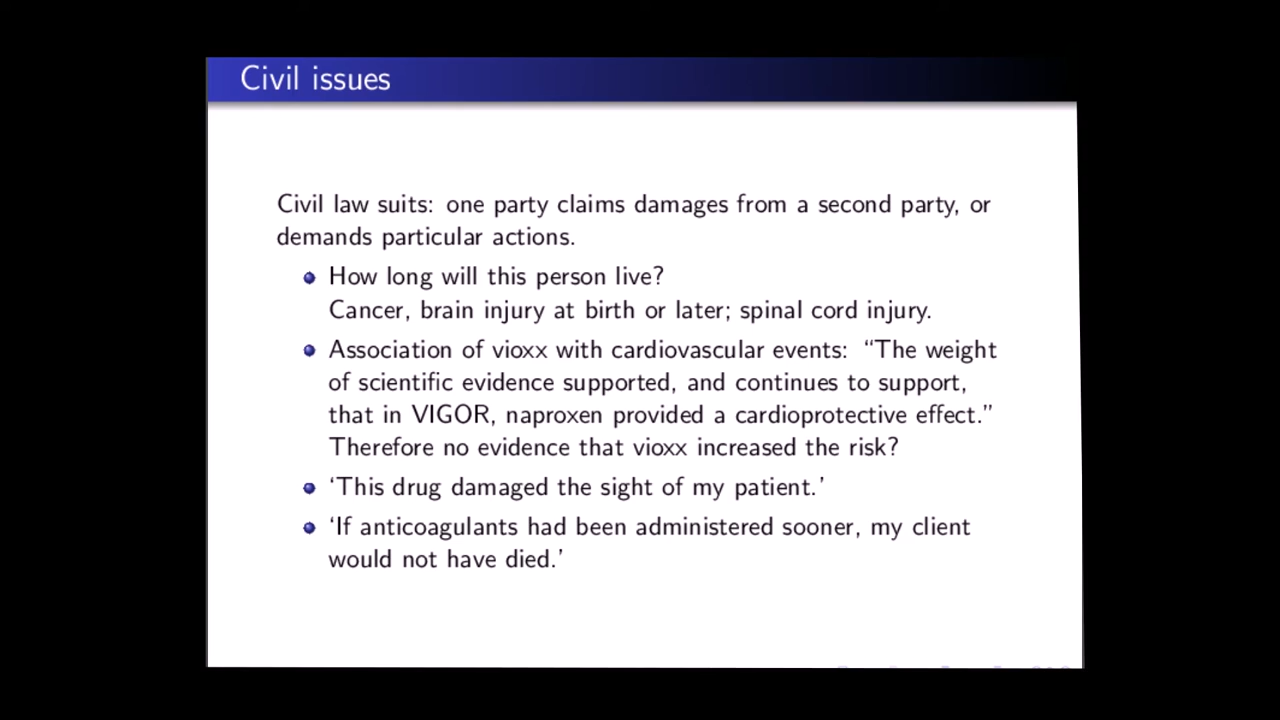 Civil issues
Civil law suits: one party claims damages from a second party, or
demands particular actions.
How long will this person live?
Cancer, brain injury at birth or later; spinal cord injury.
Association of vioxx with cardiovascular events: “The weight
of scientific evidence supported, and continues to support,
that in VIGOR, naproxen provided a cardioprotective effect.”
Therefore no evidence that vioxx increased the risk?
‘This drug damaged the sight of my patient.’
‘If anticoagulants had been administered sooner, my client
would not have died.’